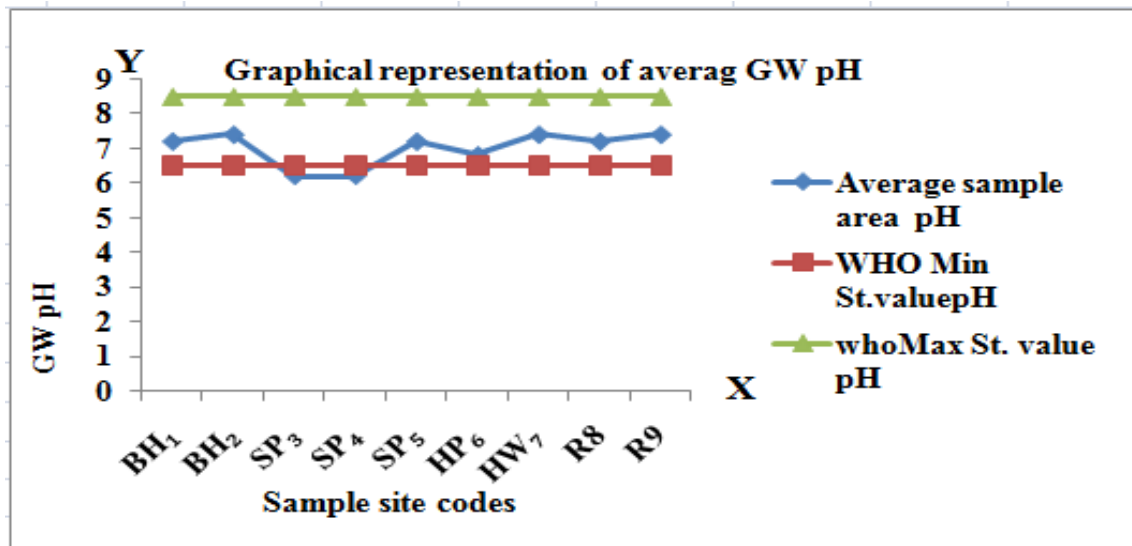 Y
Graphical representation of averag GW pH
9
8
7
6
5
4
3
2
1
0
GW pH
X
BH₁
BH₂
SP₃
SP₄
SP₅
HP₆
HW₇
R8
R9
Sample site codes
Average sample
area pH
WHO Min
St.valuepH
whoMax St. value
pH